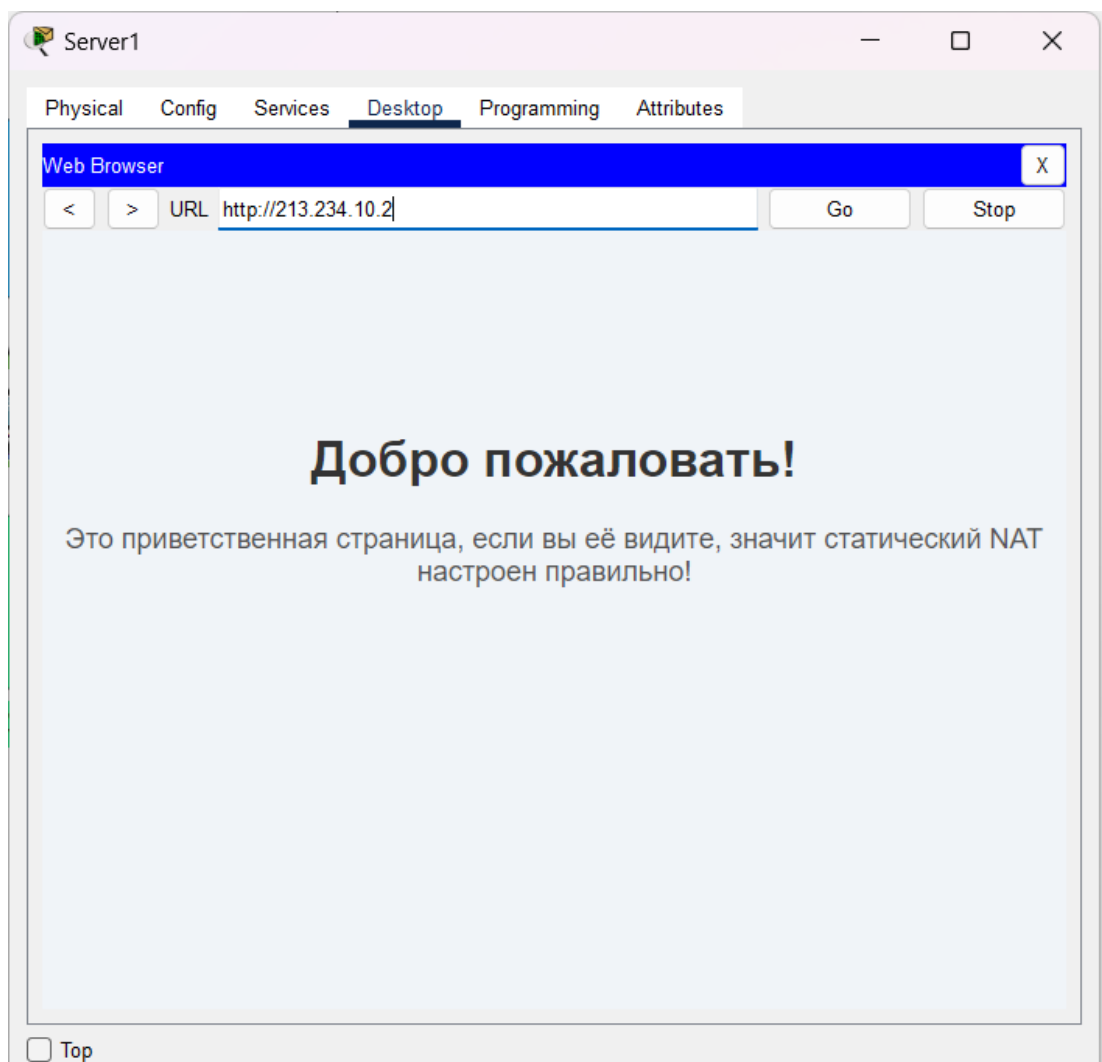 Server1
Physical Config Services Desktop Programming Attributes
Web Browser X
< > URL http://213.234.10.2 Go Stop
Добро пожаловать!
Это приветственная страница, если вы её видите, значит статический NAT
настроен правильно!
Top